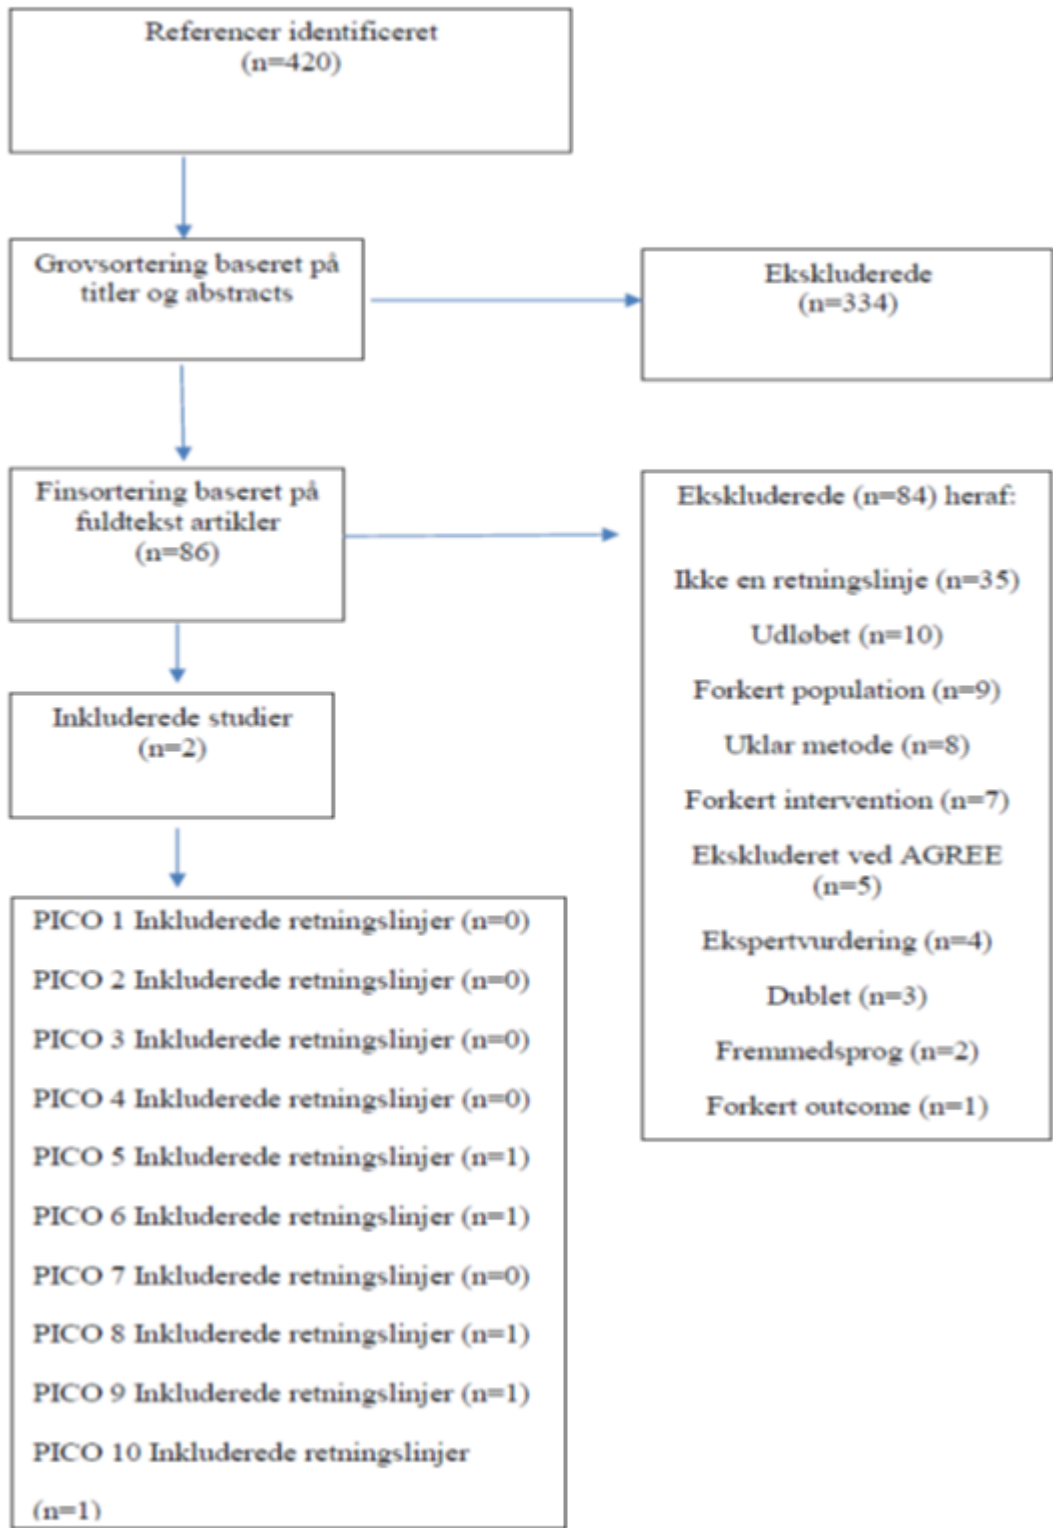 Referencer identificeret
(n=420)
Grovsortering baseret på
titler og abstracts
Ekskluderede
(n=334)
Finsortering baseret på
fuldtekst artikler
(n=86)
Ekskluderede (n=84) heraf:
Ikke en retningslinje (n=35)
Udløbet (n=10)
Forkert population (n=9)
Uklar metode (n=8)
Forkert intervention (n=7)
Ekskluderet ved AGREE
(n=5)
Ekspertvurdering (n=4)
Dublet (n=3)
Fremmedsprog (n=2)
Forkert outcome (n=1)
Inkluderede studier
(n=2)
PICO 1 Inkluderede retningslinjer (n=0)
PICO 2 Inkluderede retningslinjer (n=0)
PICO 3 Inkluderede retningslinjer (n=0)
PICO 4 Inkluderede retningslinjer (n=0)
PICO 5 Inkluderede retningslinjer (n=1)
PICO 6 Inkluderede retningslinjer (n=1)
PICO 7 Inkluderede retningslinjer (n=0)
PICO 8 Inkluderede retningslinjer (n=1)
PICO 9 Inkluderede retningslinjer (n=1)
PICO 10 Inkluderede retningslinjer
(n=1)